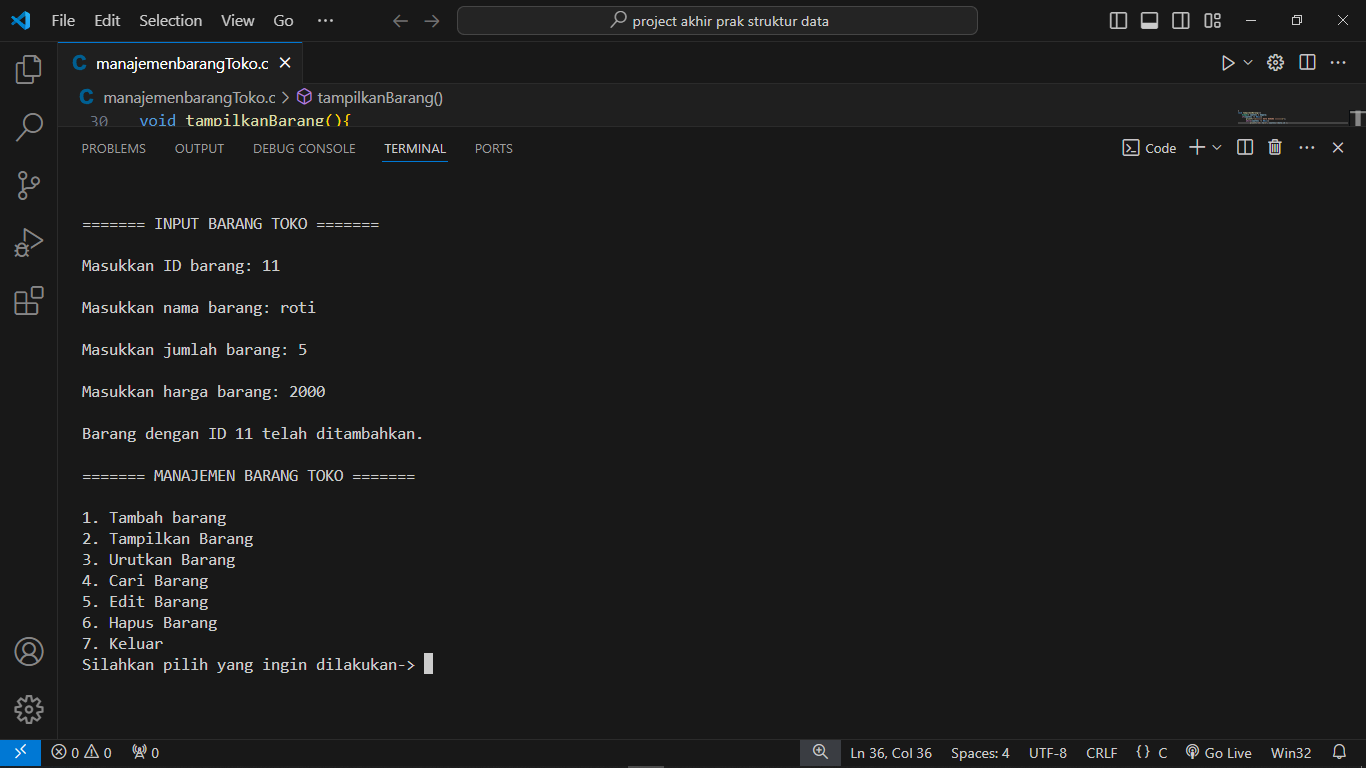 File Edit Selection View Go ··· project akhir prak struktur data
manajemenbarangToko.c
manajemenbarangToko.c > tampilkanBarang()
30 void tampilkanBarang(){
PROBLEMS OUTPUT DEBUG CONSOLE TERMINAL PORTS Code
======= INPUT BARANG TOKO =======
Masukkan ID barang: 11
Masukkan nama barang: roti
Masukkan jumlah barang: 5
Masukkan harga barang: 2000
Barang dengan ID 11 telah ditambahkan.
======= MANAJEMEN BARANG TOKO =======
1. Tambah barang
2. Tampilkan Barang
3. Urutkan Barang
4. Cari Barang
5. Edit Barang
6. Hapus Barang
7. Keluar
Silahkan pilih yang ingin dilakukan->
0 0 0 Ln 36, Col 36 Spaces: 4 UTF-8 CRLF {} C Go Live Win32